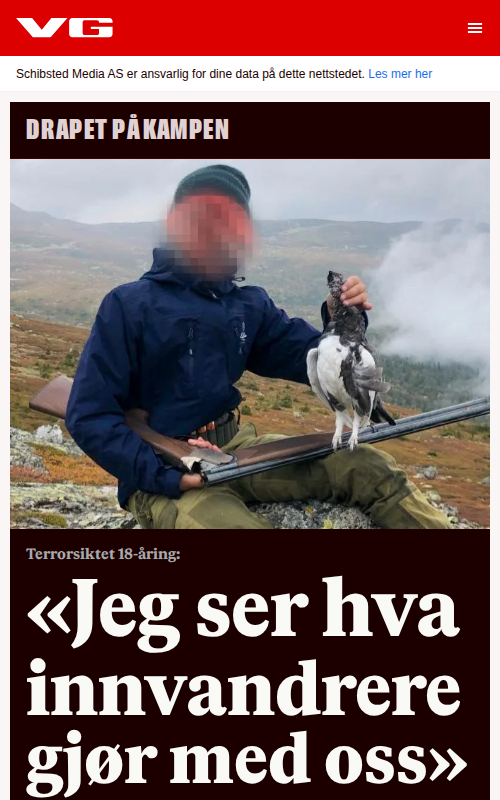 VG
Schibsted Media AS er ansvarlig for dine data på dette nettstedet. Les mer her
DRAPET PÅ KAMPEN
Terrorsiktet 18-åring:
«Jeg ser hva
innvandrere
gjør med oss»